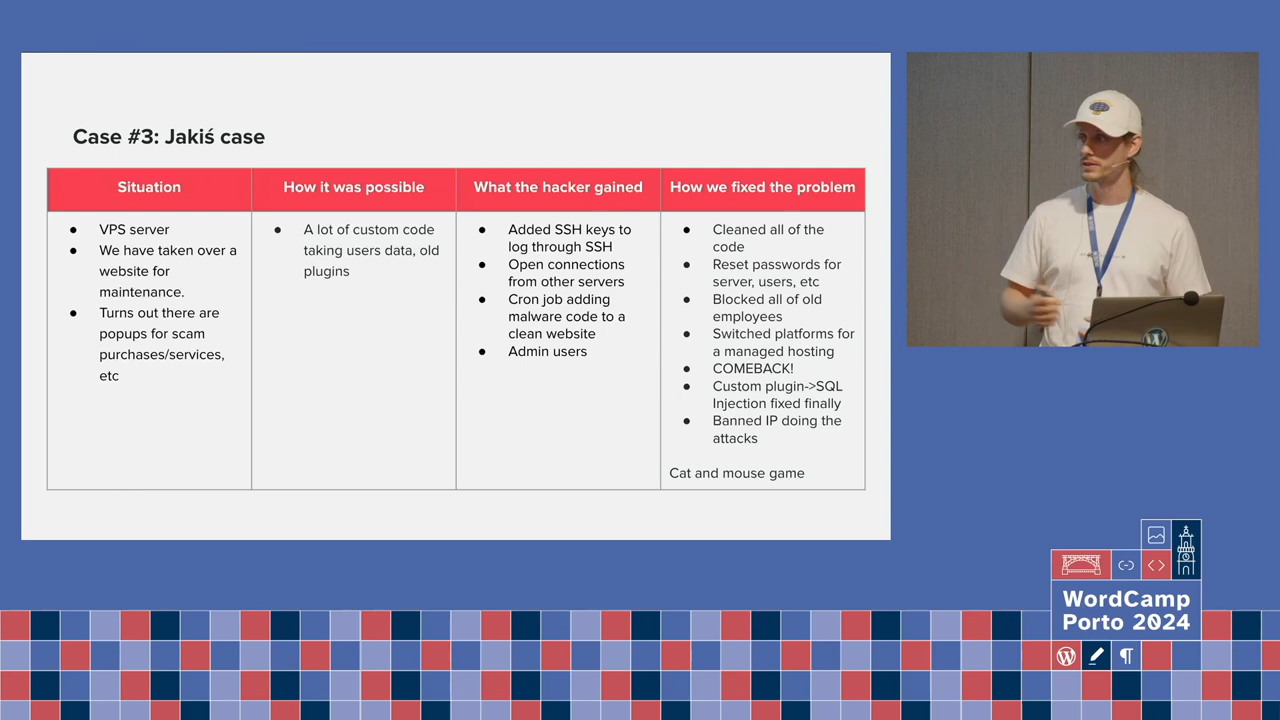 Case #3: Jakiś case
Situation
How it was possible
What the hacker gained
How we fixed the problem
● VPS server
● We have taken over a
website for
maintenance.
● Turns out there are
popups for scam
purchases/services,
etc
● A lot of custom code
taking users data, old
plugins
● Added SSH keys to
log through SSH
● Open connections
from other servers
● Cron job adding
malware code to a
clean website
● Admin users
● Cleaned all of the
code
● Reset passwords for
server, users, etc
● Blocked all of old
employees
● Switched platforms for
a managed hosting
● COMEBACK!
● Custom plugin->SQL
Injection fixed finally
● Banned IP doing the
attacks
Cat and mouse game
WordCamp
Porto 2024